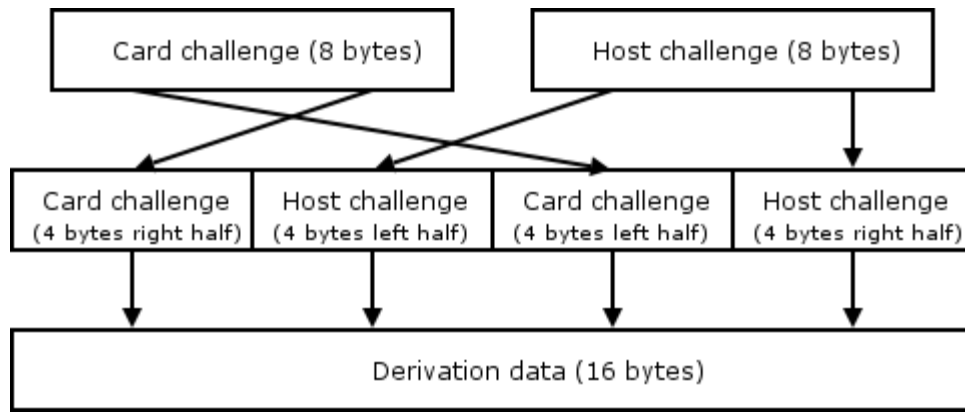 Card challenge (8 bytes)
Host challenge (8 bytes)
Card challenge
(4 bytes right half)
Host challenge
(4 bytes left half)
Card challenge
(4 bytes left half)
Host challenge
(4 bytes right half)
Derivation data (16 bytes)